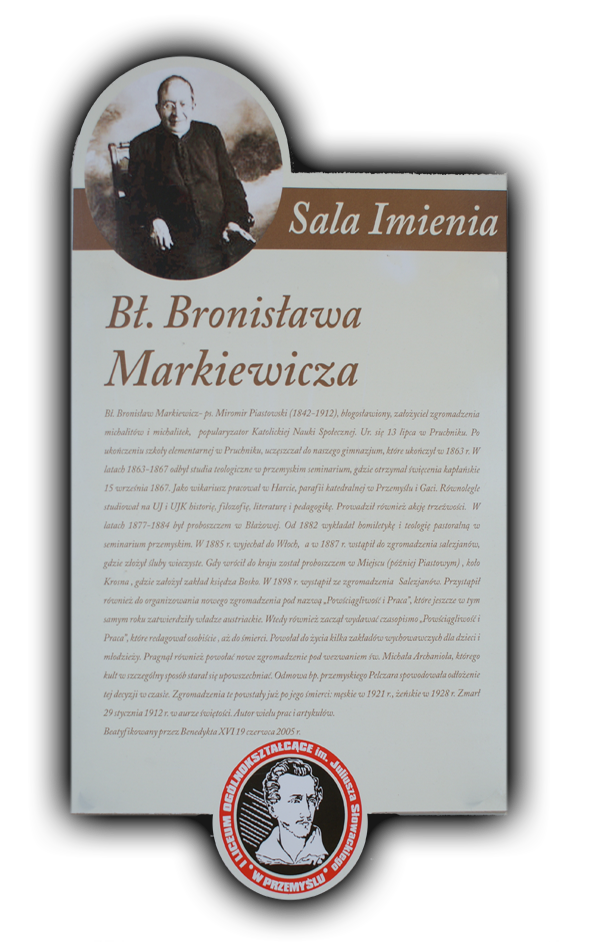 Sala Imienia
Bł. Bronisława
Markiewicza
Bł. Bronisław Markiewicz- ps. Miromir Piastowski (1842-1912), błogosławiony, założyciel zgromadzenia
michalitów i michalitek, popularyzator Katolickiej Nauki Społecznej. Ur. się 13 lipca w Pruchniku. Po
ukończeniu szkoły elementarnej w Pruchniku, uczęszczał do naszego gimnazjum, które ukończył w 1863 r. W
latach 1863-1867 odbył studia teologiczne w przemyskim seminarium, gdzie otrzymał święcenia kapłańskie
15 września 1867. Jako wikariusz pracował w Harcie, parafii katedralnej w Przemyślu i Gaci. Równolegle
studiował na UJ i UJK historię, filozofię, literaturę i pedagogikę. Prowadził również akcję trzeźwości. W
latach 1877-1884 był proboszczem w Błażowej. Od 1882 wykładał homiletykę i teologię pastoralną w
seminarium przemyskim. W 1885 r. wyjechał do Włoch, a w 1887 r. wstąpił do zgromadzenia salezjanów,
gdzie złożył śluby wieczyste. Gdy wrócił do kraju został proboszczem w Miejscu (później Piastowym) , koło
Krosna , gdzie założył zakład księdza Bosko. W 1898 r. wystąpił ze zgromadzenia Salezjanów. Przystąpił
również do organizowania nowego zgromadzenia pod nazwą „Powściągliwość i Praca”, które jeszcze w tym
samym roku zatwierdziły władze austriackie. Wtedy również zaczął wydawać czasopismo „Powściągliwość i
Praca”, które redagował osobiście , aż do śmierci. Powołał do życia kilka zakładów wychowawczych dla dzieci i
młodzieży. Pragnął również powołać nowe zgromadzenie pod wezwaniem św. Michała Archanioła, którego
kult w szczególny sposób starał się upowszechniać. Odmowa bp. przemyskiego Pelczara spowodowała odłożenie
tej decyzji w czasie. Zgromadzenia te powstały już po jego śmierci: męskie w 1921 r., żeńskie w 1928 r. Zmarł
29 stycznia 1912 r. w aurze świętości. Autor wielu prac i artykułów.
Beatyfikowany przez Benedykta XVI 19 czerwca 2005 r.
I LICEUM OGÓLNOKSZTAŁCĄCE im. Juliusza Słowackiego
W PRZEMYŚLU